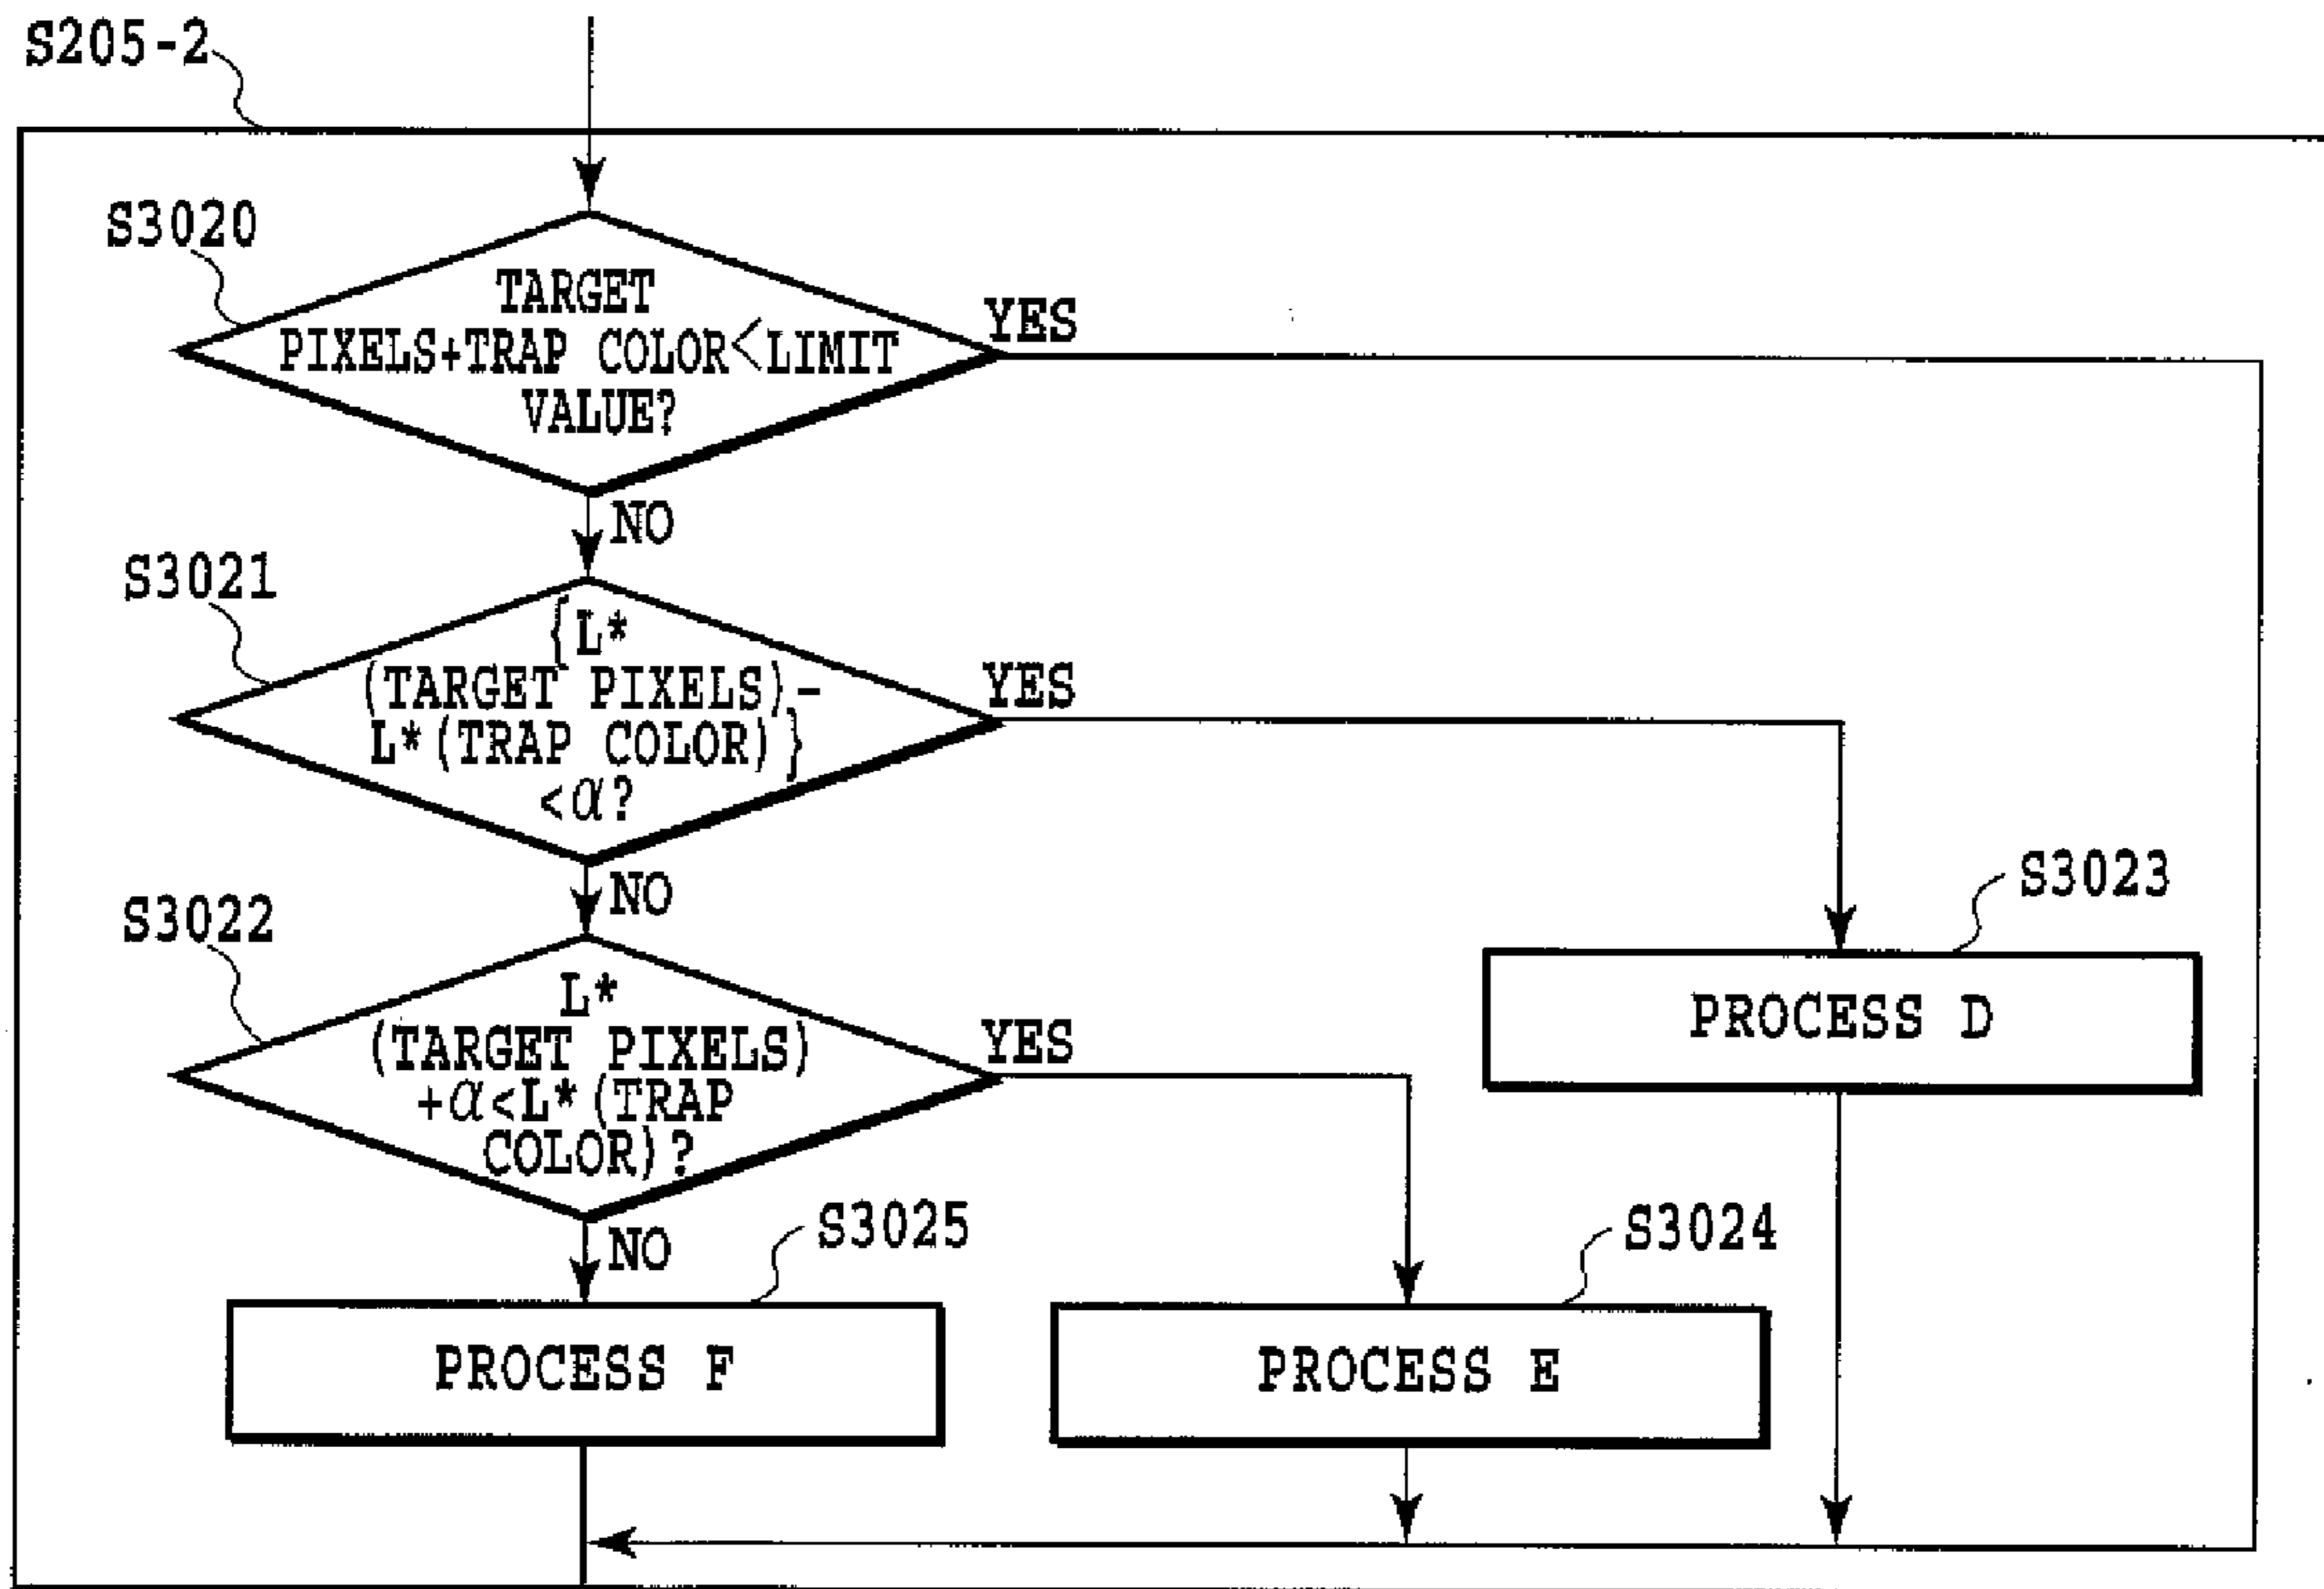 S205-2
S3020
TARGET
PIXELS+TRAP COLOR<LIMIT
VALUE?
YES
NO
S3021
{L*
(TARGET PIXELS)-
L*(TRAP COLOR)}
<α?
YES
NO
S3022
L*
(TARGET PIXELS)
+α<L*(TRAP
COLOR)?
YES
NO
S3023
PROCESS D
S3025
PROCESS F
S3024
PROCESS E